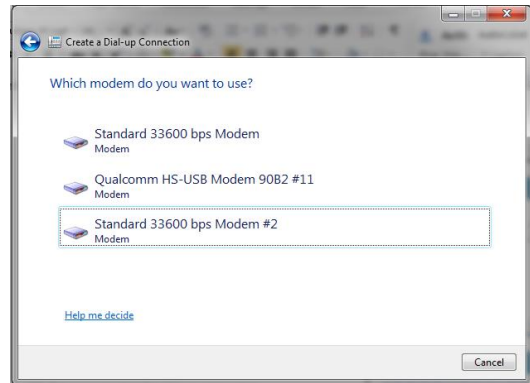 Create a Dial-up Connection
Which modem do you want to use?
Standard 33600 bps Modem
Modem
Qualcomm HS-USB Modem 90B2 #11
Modem
Standard 33600 bps Modem #2
Modem
Help me decide
Cancel